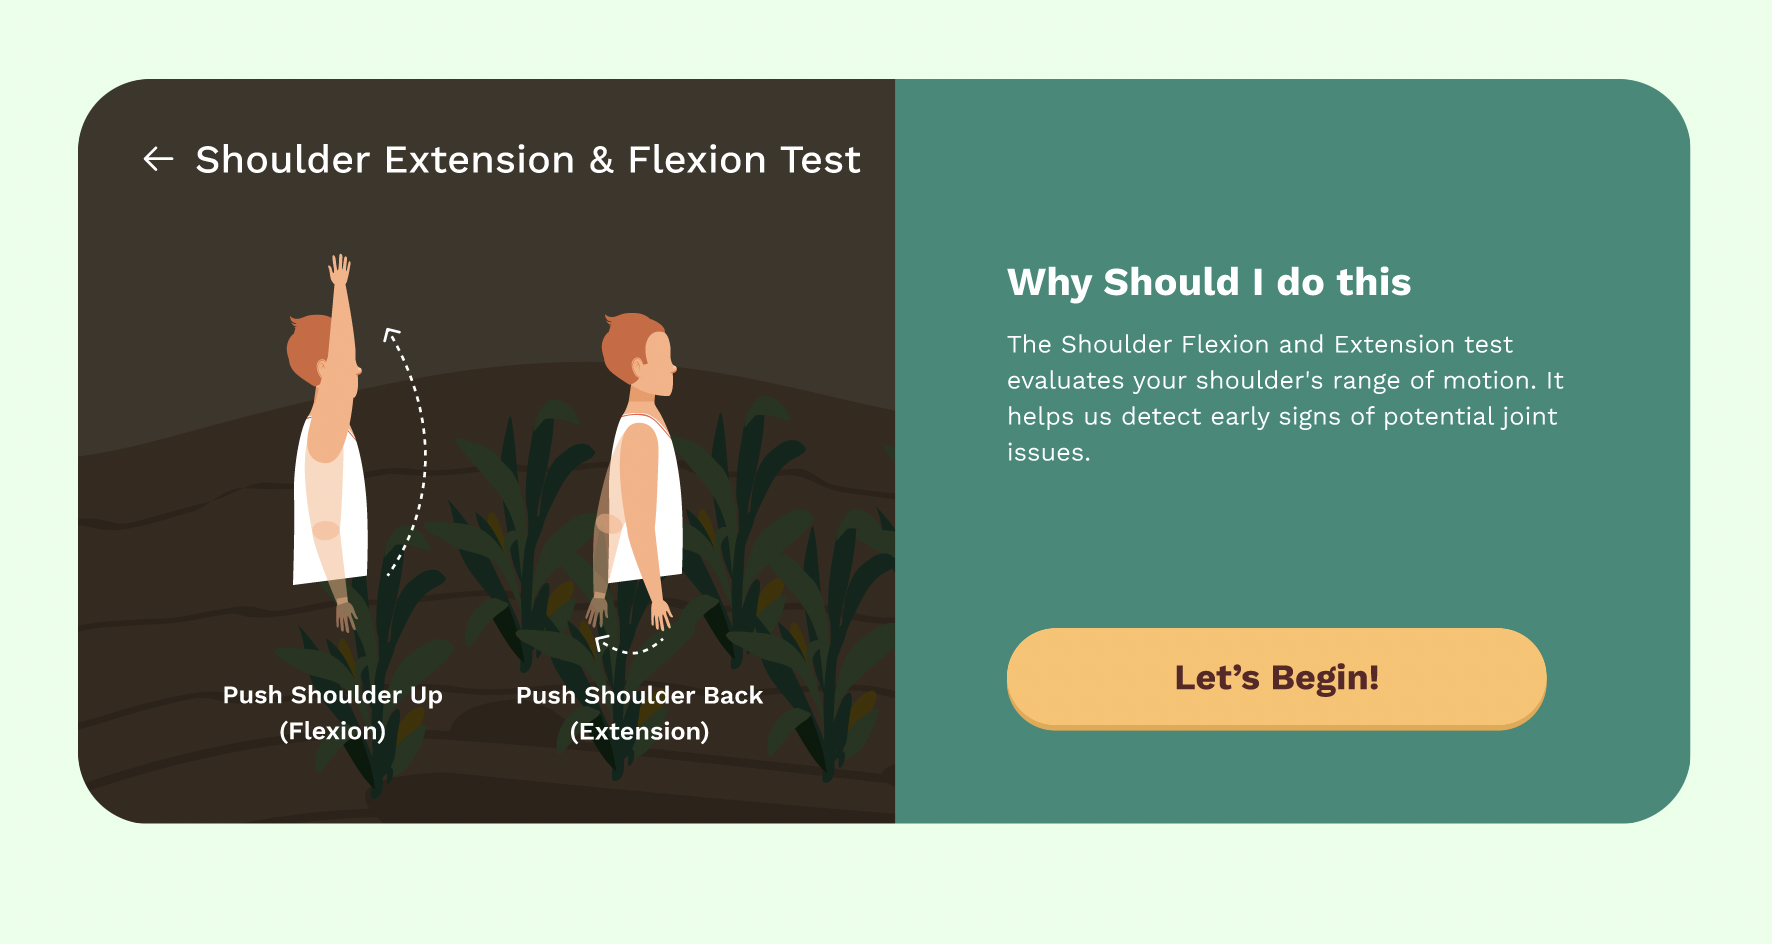 Shoulder Extension & Flexion Test
Push Shoulder Up
(Flexion)
Push Shoulder Back
(Extension)
Why Should I do this
The Shoulder Flexion and Extension test
evaluates your shoulder's range of motion. It
helps us detect early signs of potential joint
issues.
Let’s Begin!